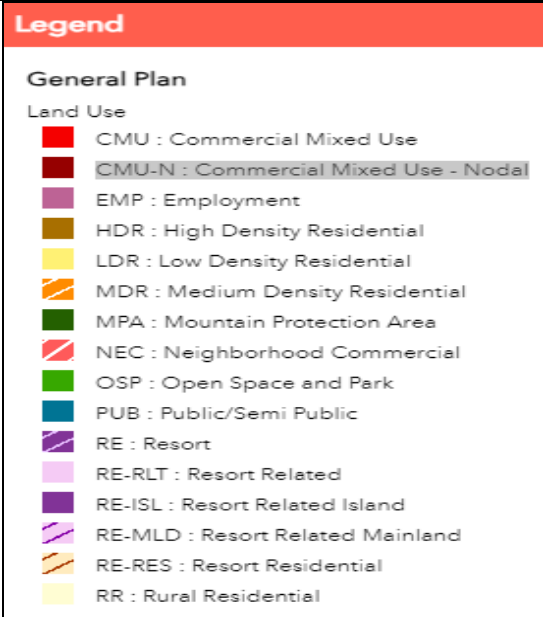 Legend
General Plan
Land Use
CMU : Commercial Mixed Use
CMU-N : Commercial Mixed Use - Nodal
EMP : Employment
HDR : High Density Residential
LDR : Low Density Residential
MDR : Medium Density Residential
MPA : Mountain Protection Area
NEC : Neighborhood Commercial
OSP : Open Space and Park
PUB : Public/Semi Public
RE : Resort
RE-RLT : Resort Related
RE-ISL : Resort Related Island
RE-MLD : Resort Related Mainland
RE-RES : Resort Residential
RR : Rural Residential